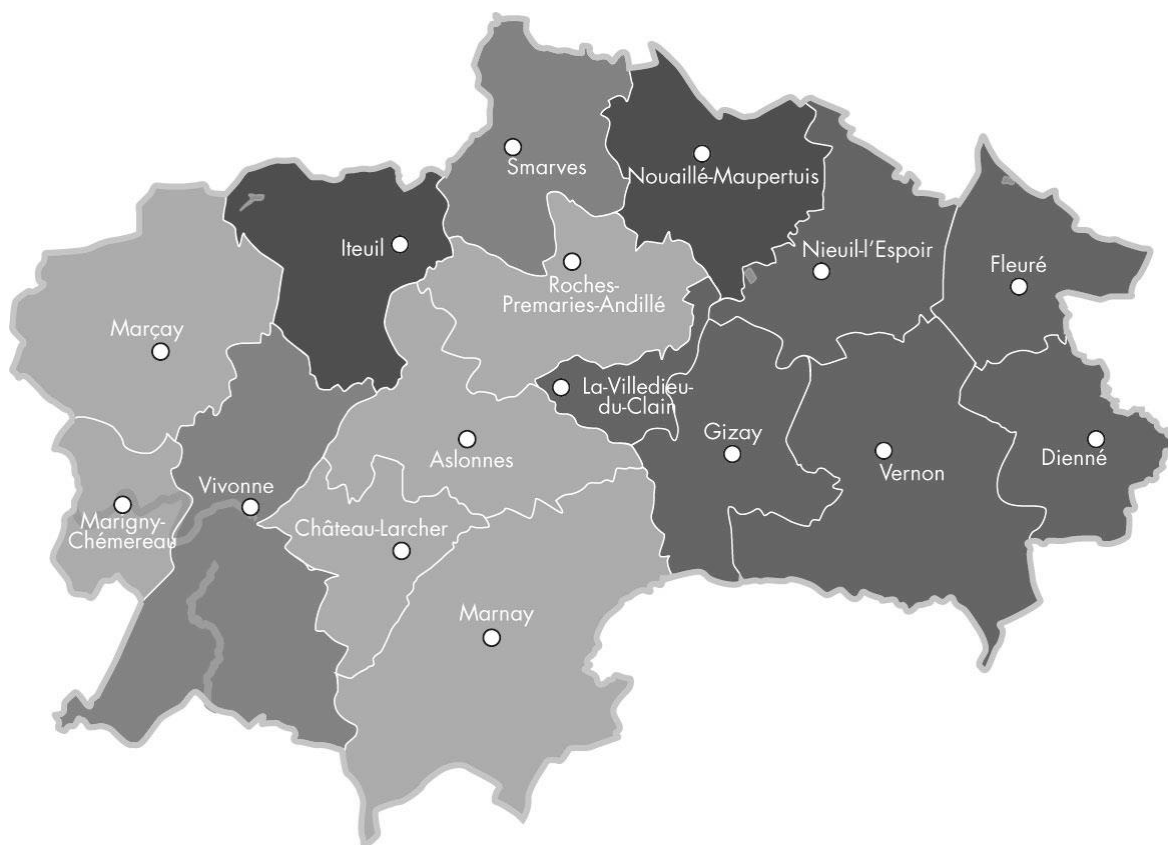 Smarves
Nouaillé-Maupertuis
Iteuil
Nieuil-l'Espoir
Fleuré
Roches-
Premaries-Andillé
Marçay
La-Villedieu-
du-Clain
Gizay
Aslonnes
Vernon
Dienné
Vivonne
Marigny-
Chémereau
Château-Larcher
Marnay